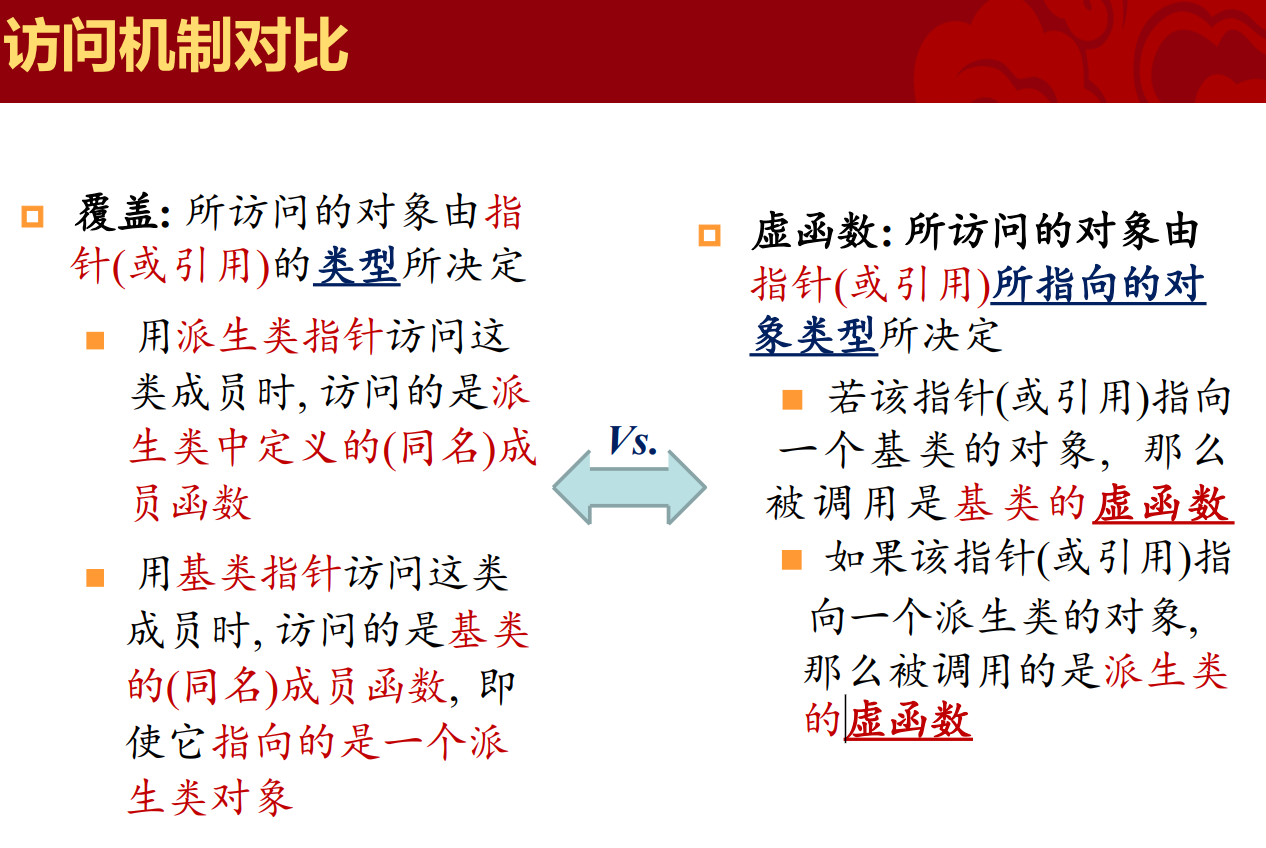 访问机制对比
覆盖: 所访问的对象由指
针(或引用)的类型所决定
用派生类指针访问这
类成员时, 访问的是派
生类中定义的(同名)成
员函数
用基类指针访问这类
成员时, 访问的是基类
的(同名)成员函数, 即
使它指向的是一个派
生类对象
Vs.
虚函数: 所访问的对象由
指针(或引用)所指向的对
象类型所决定
若该指针(或引用)指向
一个基类的对象, 那么
被调用是基类的虚函数
如果该指针(或引用)指
向一个派生类的对象,
那么被调用的是派生类
的虚函数